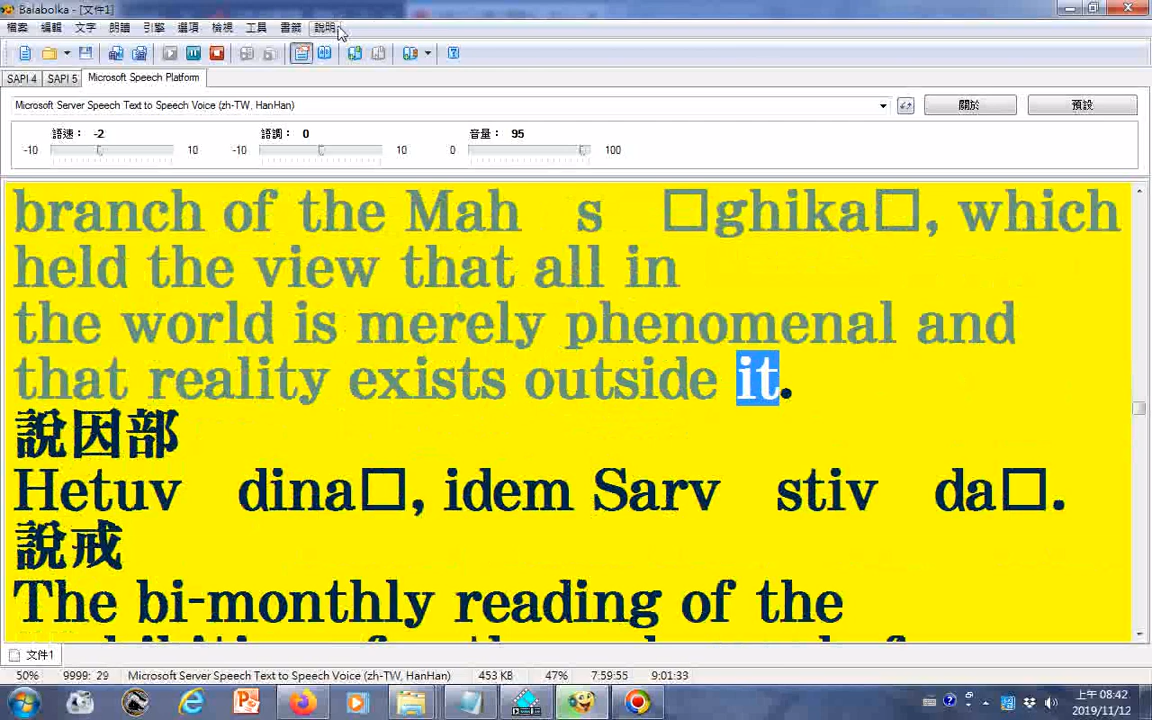 Balabolka - [文件1]
檔案 編輯 文字 朗讀 引擎 選項 檢視 工具 書籤 說明
SAPI 4 SAPI 5 Microsoft Speech Platform
Microsoft Server Speech Text to Speech Voice (zh-TW, HanHan) 關於 預設
語速： -2 語調： 0 音量： 95
-10 10 -10 10 0 100
branch of the Mah s □ghika□, which
held the view that all in
the world is merely phenomenal and
that reality exists outside it.
說因部
Hetuv dina□, idem Sarv stiv da□.
說戒
The bi-monthly reading of the
文件1
50% 9999: 29 Microsoft Server Speech Text to Speech Voice (zh-TW, HanHan) 453 KB 47% 7:59:55 9:01:33
上午 08:42
2019/11/12